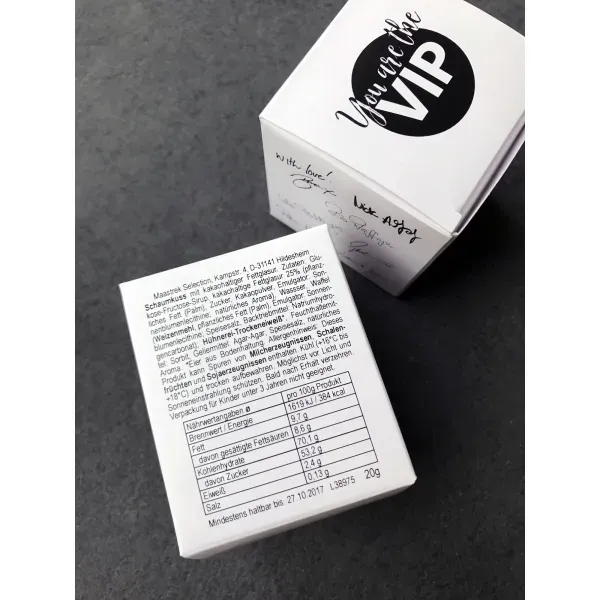 You are the
VIP
With love!
Maastrek Selection, Kampstr. 4, D-31141 Hildesheim
Schaumkuss mit kakaohaltiger Fettglasur. Zutaten: Glu-
kose-Fructose-Sirup, kakaohaltige Fettglasur 25% (pflanz-
liches Fett (Palm), Zucker, Kakaopulver, Emulgator: Son-
nenblumenlecithine; natürliches Aroma), Wasser, Waffel
(Weizenmehl, pflanzliches Fett (Palm), Emulgator: Sonnen-
blumenlecithine; Speisesalz, Backtriebmittel: Natriumhydro-
gencarbonat), Hühnerei-Trockeneiweiß*, Feuchthaltemit-
tel: Sorbit, Geliermittel: Agar-Agar, Speisesalz, natürliches
Aroma. *Eier aus Bodenhaltung. Allergenhinweis: Dieses
Produkt kann Spuren von Milcherzeugnissen, Schalen-
früchten und Sojaerzeugnissen enthalten. Kühl (+16°C bis
+18°C) und trocken aufbewahren. Möglichst vor Licht und
Sonneneinstrahlung schützen. Bald nach Erhalt verzehren.
Verpackung für Kinder unter 3 Jahren nicht geeignet.
Nährwertangaben ø pro 100g Produkt
Brennwert / Energie 1619 kJ / 384 kcal
Fett 9,7 g
davon gesättigte Fettsäuren 8,6 g
Kohlenhydrate 70,1 g
davon Zucker 53,2 g
Eiweiß 2,4 g
Salz 0,13 g
Mindestens haltbar bis: 27.10.2017 L38975 20g